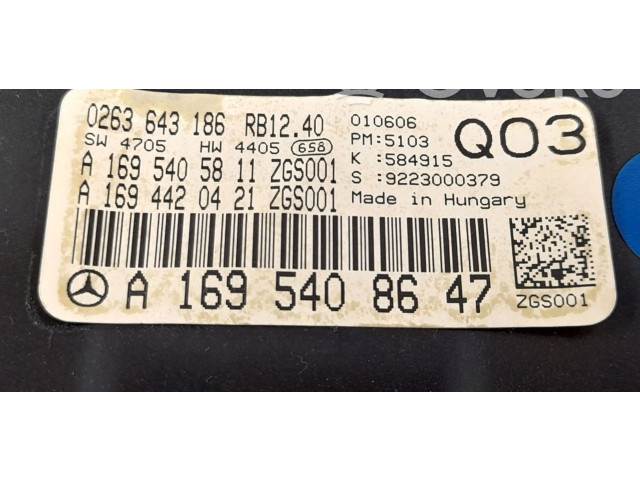 0263 643 186 RB12.40
SW 4705 HW 4405 658
A 169 540 58 11 ZGS001
A 169 442 04 21 ZGS001
010606
PM:5103
K :584915
S :9223000379
Made in Hungary
Q03
A 169 540 86 47
ZGS001